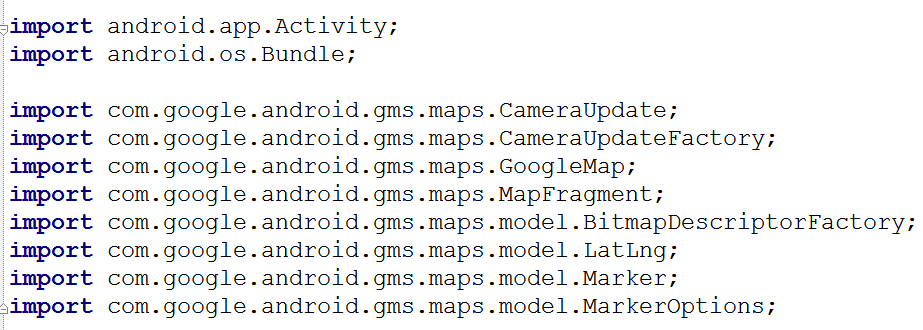 import android.app.Activity;
import android.os.Bundle;
import com.google.android.gms.maps.CameraUpdate;
import com.google.android.gms.maps.CameraUpdateFactory;
import com.google.android.gms.maps.GoogleMap;
import com.google.android.gms.maps.MapFragment;
import com.google.android.gms.maps.model.BitmapDescriptorFactory;
import com.google.android.gms.maps.model.LatLng;
import com.google.android.gms.maps.model.Marker;
import com.google.android.gms.maps.model.MarkerOptions;